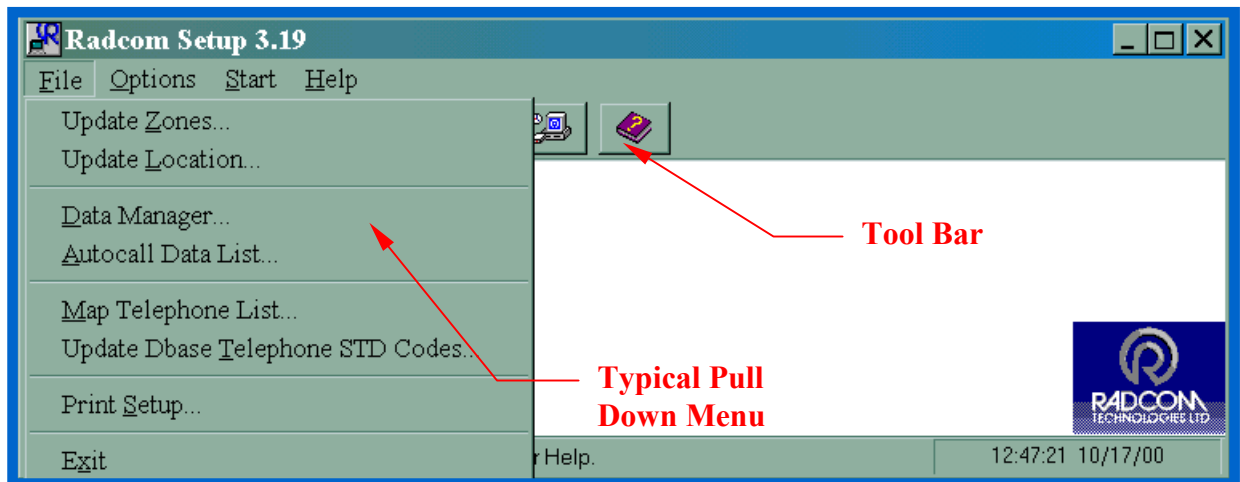 Radcom Setup 3.19
File Options Start Help
Update Zones...
Update Location...
Data Manager...
Autocall Data List...
Map Telephone List...
Update Dbase Telephone STD Codes..
Print Setup...
Exit
?
Tool Bar
Typical Pull
Down Menu
R
RADCOM
TECHNOLOGIES LTD
r Help.
12:47:21 10/17/00